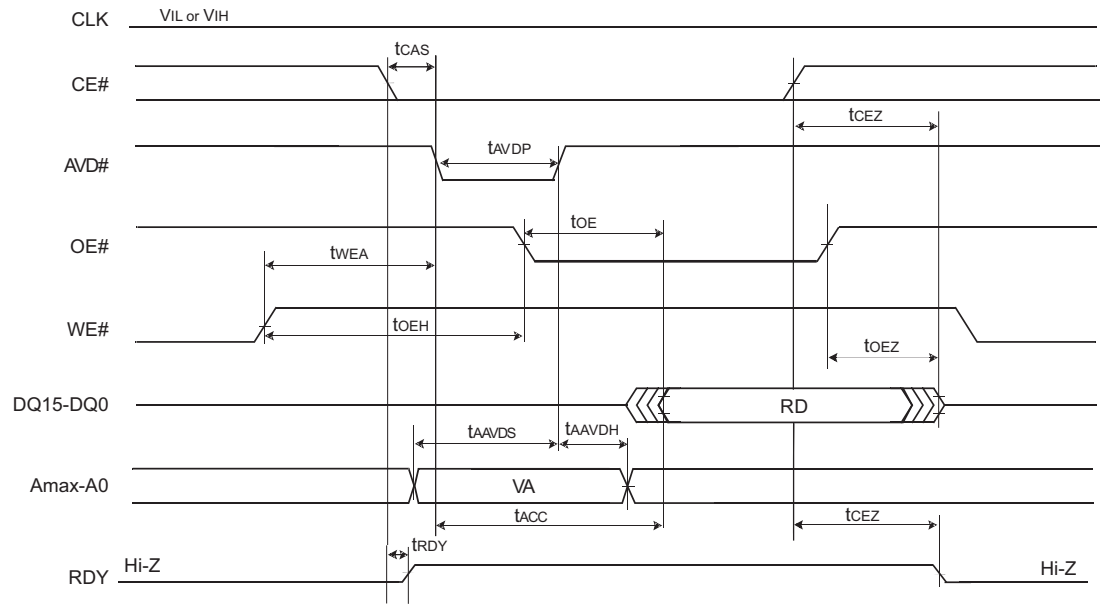 CLK VIL or VIH
tCAS
CE#
tCEZ
AVD# tAVDP
tOE
OE#
tWEA
WE# tOEH
tOEZ
DQ15-DQ0 RD
tAAVDS tAAVDH
Amax-A0 VA
tACC tCEZ
tRDY
RDY Hi-Z Hi-Z